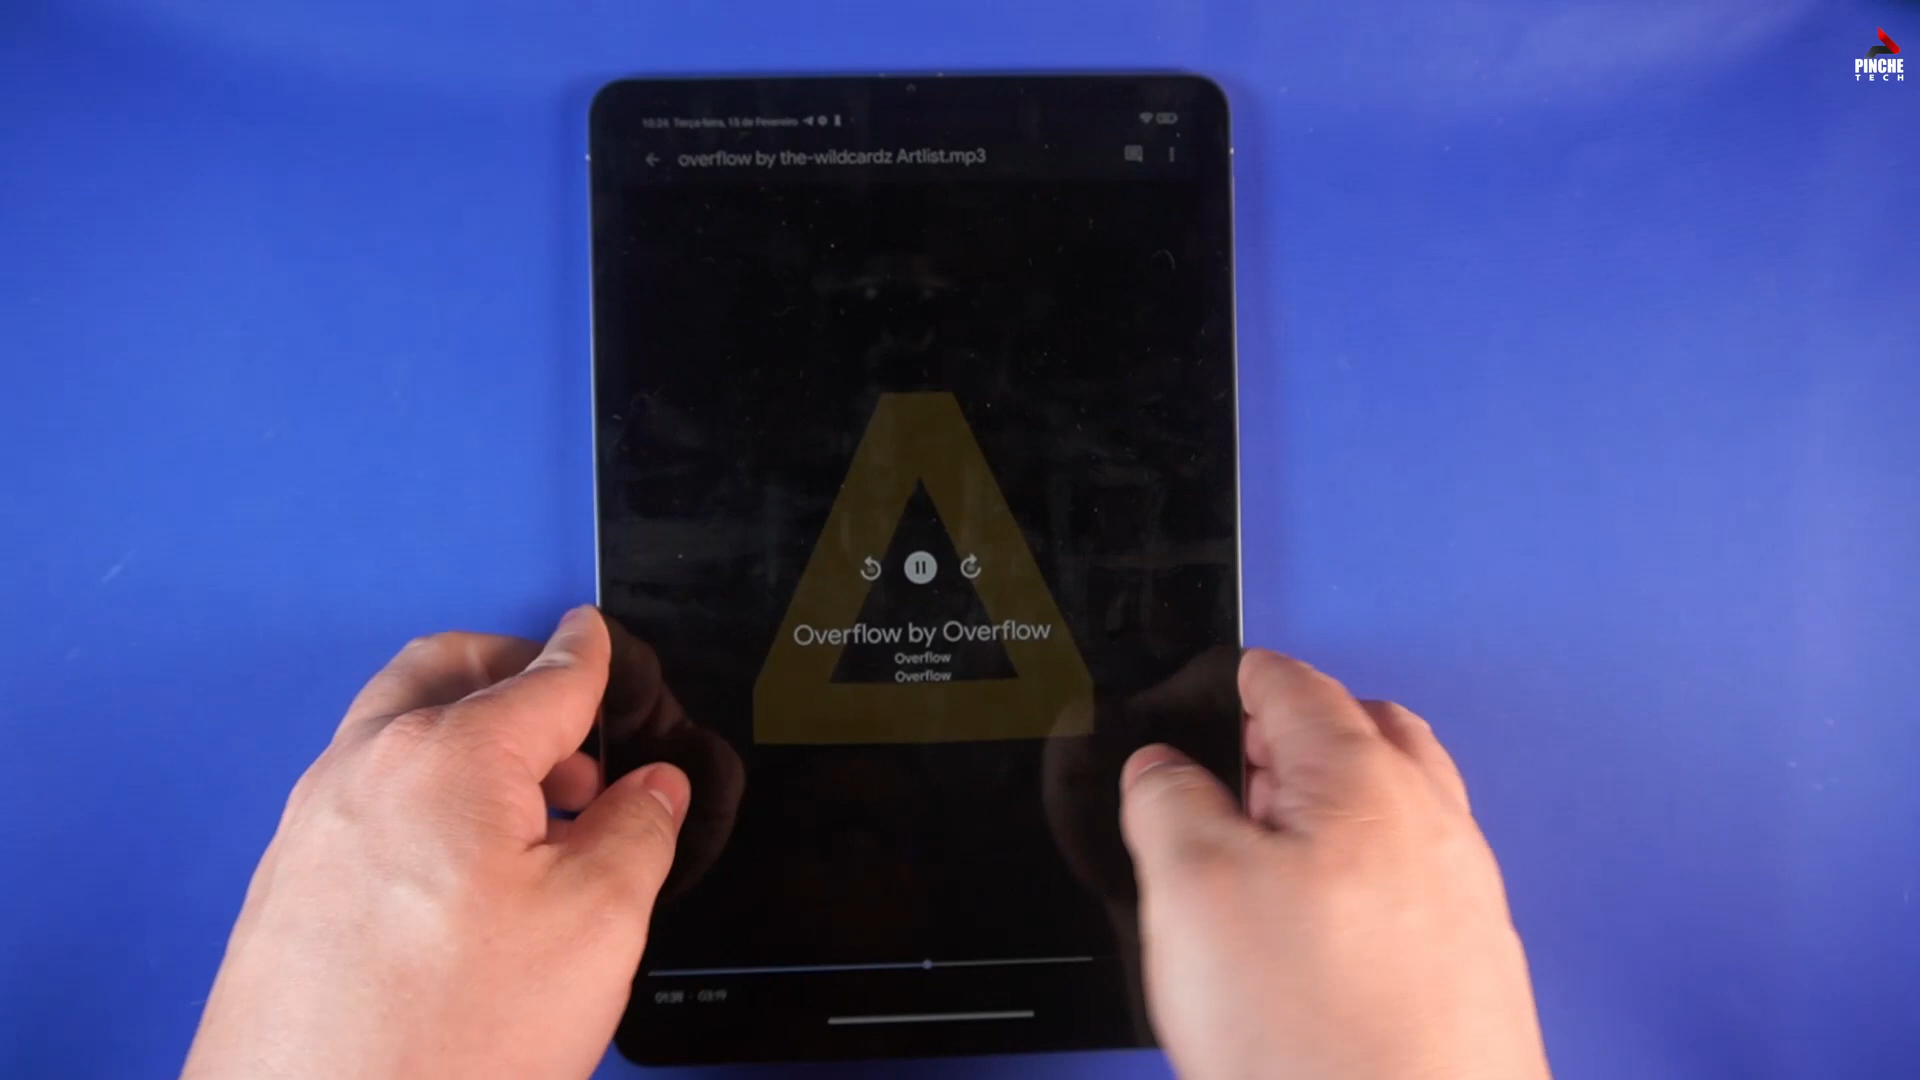 PINCHE
TECH
10:24 Terça-feira, 15 de Fevereiro
overflow by the-wildcardz Artlist.mp3
Overflow by Overflow
Overflow
Overflow
01:38 · 03:19